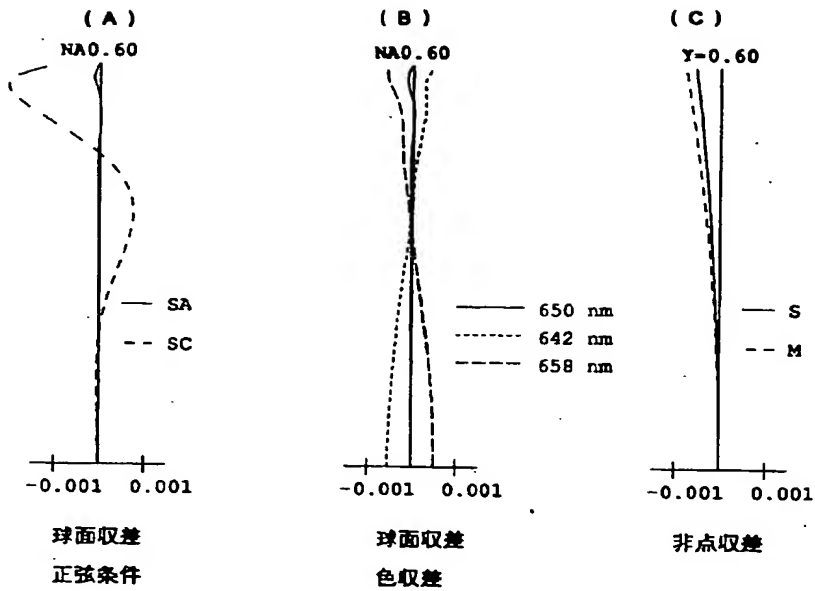 (A)
NA0.60
SA
SC
-0.001 0.001
球面収差
正弦条件
(B)
NA0.60
650 nm
642 nm
658 nm
-0.001 0.001
球面収差
色収差
(C)
Y=0.60
S
M
-0.001 0.001
非点収差